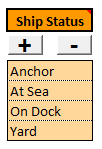 Ship Status
+ -
Anchor
At Sea
On Dock
Yard